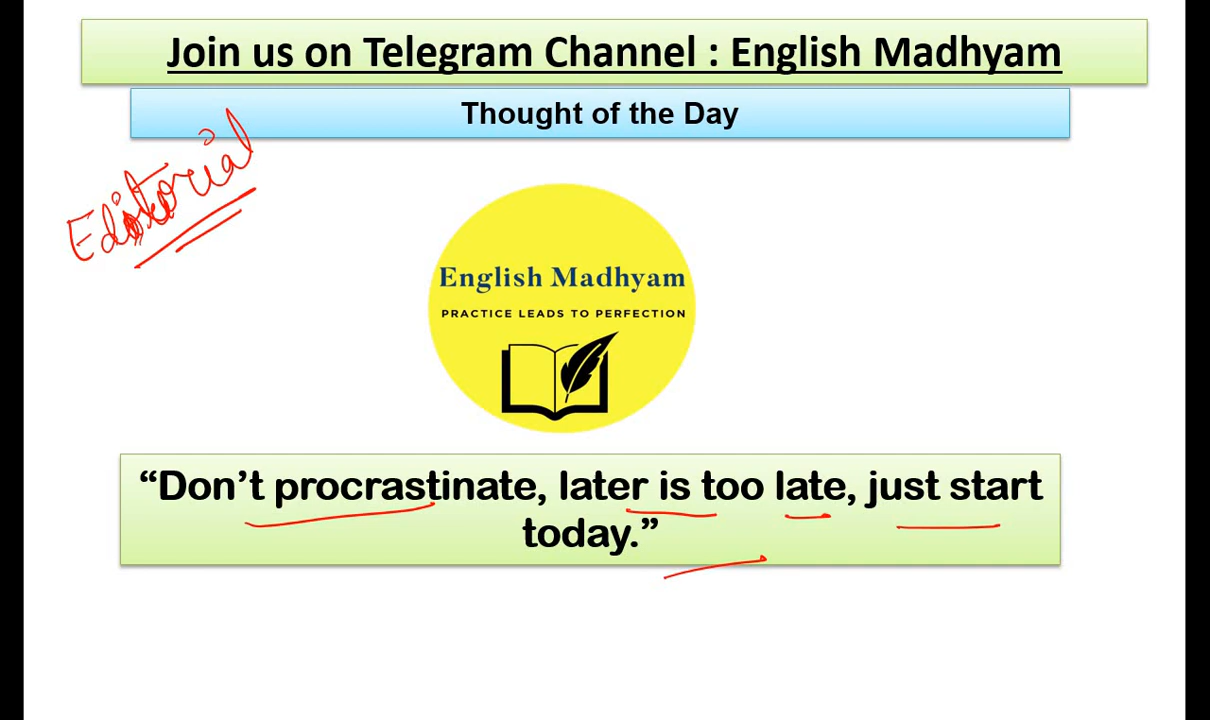 Join us on Telegram Channel : English Madhyam
Thought of the Day
Editorial
English Madhyam
PRACTICE LEADS TO PERFECTION
“Don’t procrastinate, later is too late, just start
today.”